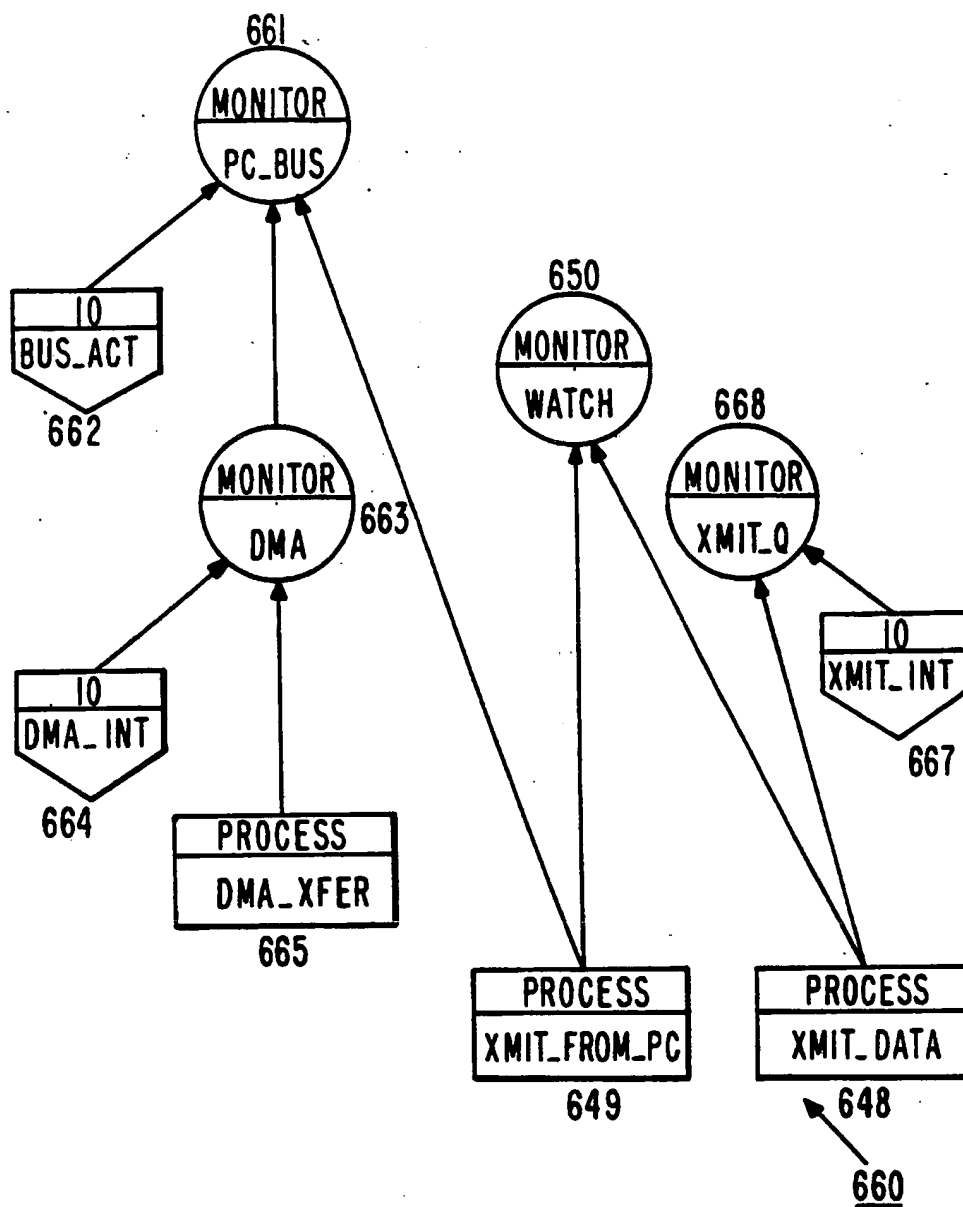 661
MONITOR
PC_BUS
IO
BUS_ACT
662
650
MONITOR
WATCH
668
MONITOR
XMIT_Q
MONITOR
DMA
663
IO
XMIT_INT
667
IO
DMA_INT
664
PROCESS
DMA_XFER
665
PROCESS
XMIT_FROM_PC
649
PROCESS
XMIT_DATA
648
660